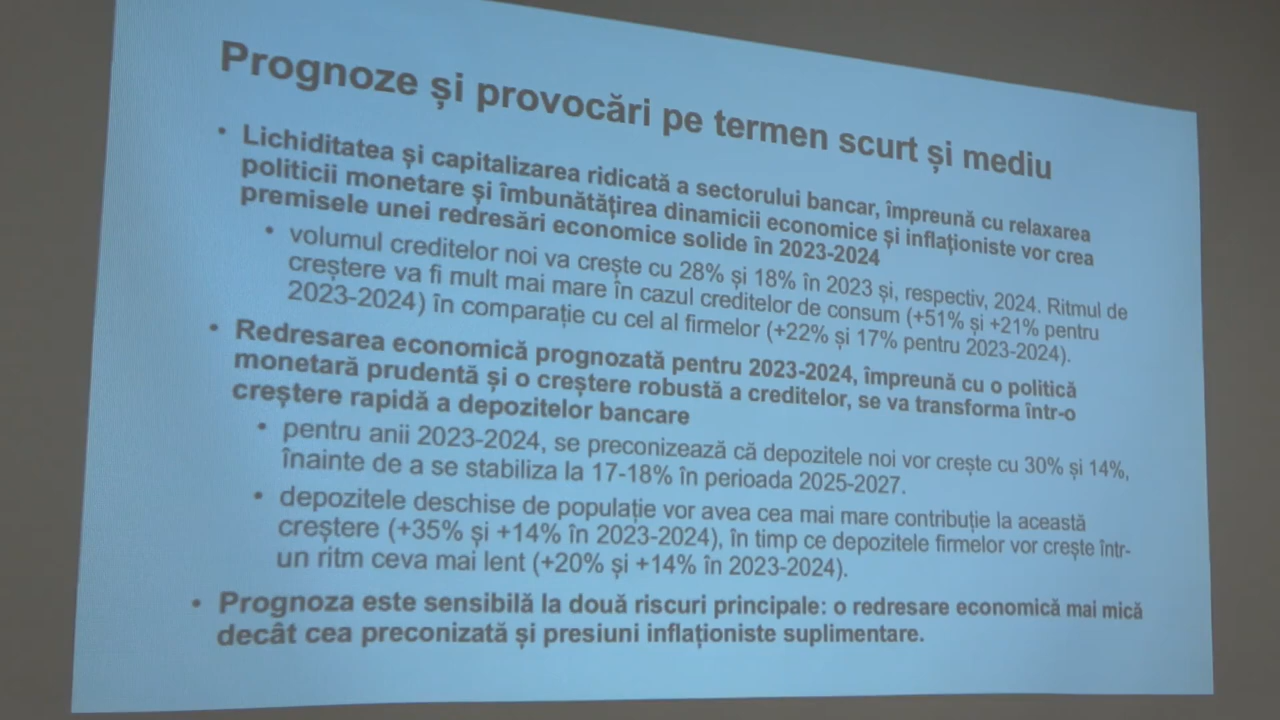 Prognoze și provocări pe termen scurt și mediu
• Lichiditatea și capitalizarea ridicată a sectorului bancar, împreună cu relaxarea
politicii monetare și îmbunătățirea dinamicii economice și inflaționiste vor crea
premisele unei redresări economice solide în 2023-2024
• volumul creditelor noi va crește cu 28% și 18% în 2023 și, respectiv, 2024. Ritmul de
creștere va fi mult mai mare în cazul creditelor de consum (+51% și +21% pentru
2023-2024) în comparație cu cel al firmelor (+22% și 17% pentru 2023-2024).
• Redresarea economică prognozată pentru 2023-2024, împreună cu o politică
monetară prudentă și o creștere robustă a creditelor, se va transforma într-o
creștere rapidă a depozitelor bancare
• pentru anii 2023-2024, se preconizează că depozitele noi vor crește cu 30% și 14%,
înainte de a se stabiliza la 17-18% în perioada 2025-2027.
• depozitele deschise de populație vor avea cea mai mare contribuție la această
creștere (+35% și +14% în 2023-2024), în timp ce depozitele firmelor vor crește într-
un ritm ceva mai lent (+20% și +14% în 2023-2024).
• Prognoza este sensibilă la două riscuri principale: o redresare economică mai mică
decât cea preconizată și presiuni inflaționiste suplimentare.